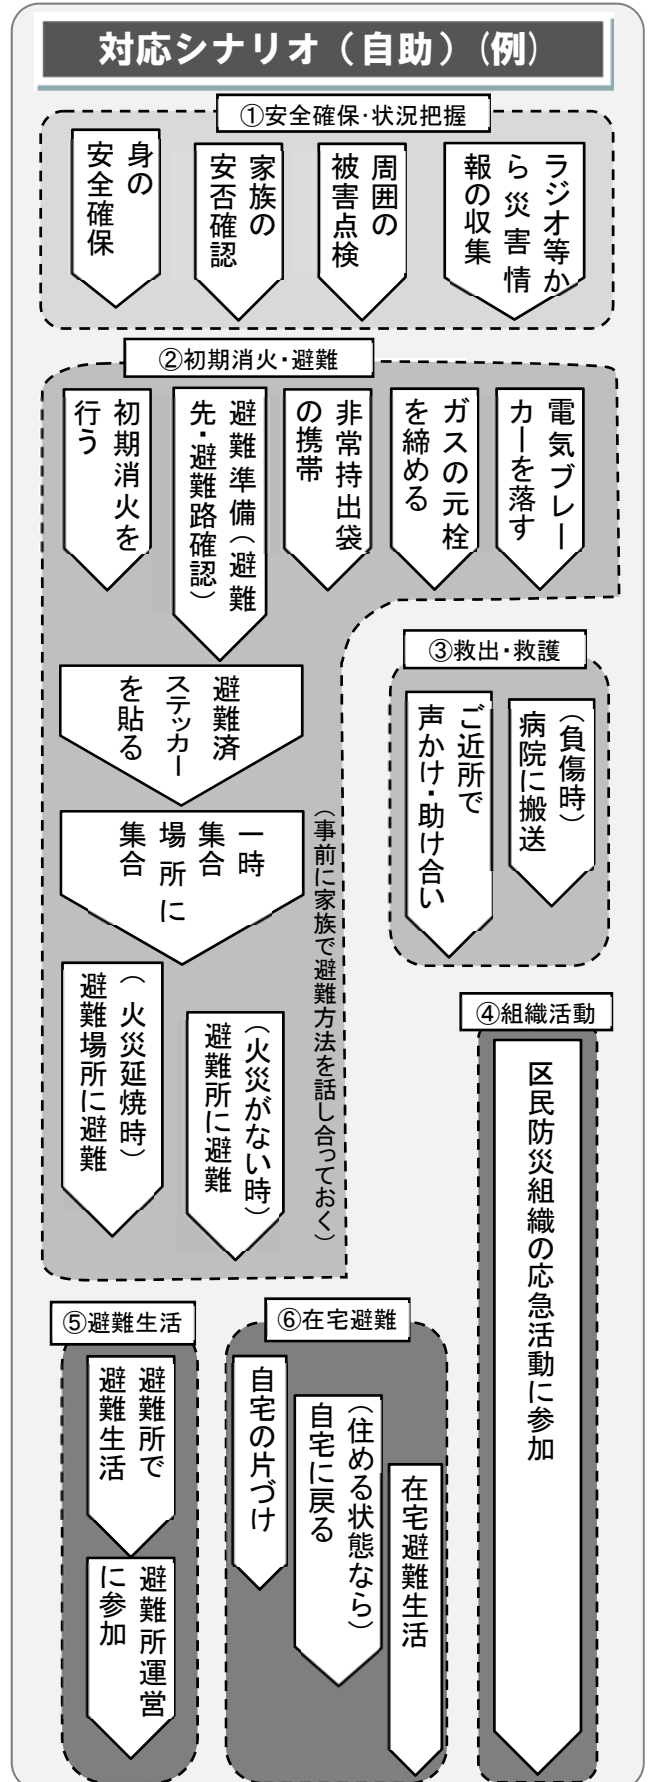 対応シナリオ（自助）(例)
①安全確保･状況把握
身の
安全確保
家族の
安否確認
周囲の
被害点検
ラジオ等か
ら災害情
報の収集
②初期消火･避難
初期消火を
行う
避難準備（避難
先・避難路確認）
非常持出袋
の携帯
ガスの元栓
を締める
電気ブレー
カーを落す
避難済
ステッカー
を貼る
一時
集合
場所に
集合
（火災延焼時）
避難場所に避難
（火災がない時）
避難所に避難
（事前に家族で避難方法を話し合っておく）
③救出・救護
ご近所で
声かけ・助け合い
（負傷時）
病院に搬送
④組織活動
区民防災組織の応急活動に参加
⑤避難生活
避難所で
避難生活
避難所運営
に参加
⑥在宅避難
自宅の片づけ
（住める状態なら）
自宅に戻る
在宅避難生活